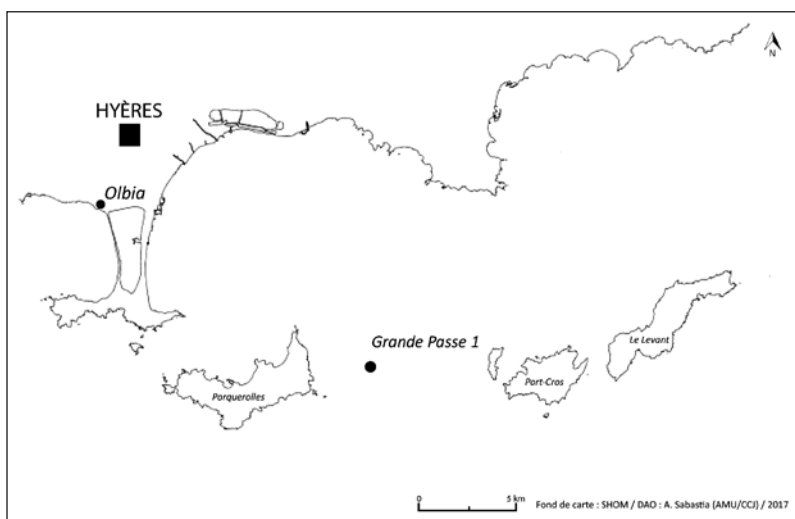 N
HYÈRES
Olbia
Grande Passe 1
Le Levant
Port-Cros
Porquerolles
0 5 km
Fond de carte : SHOM / DAO : A. Sabastia (AMU/CCJ) / 2017